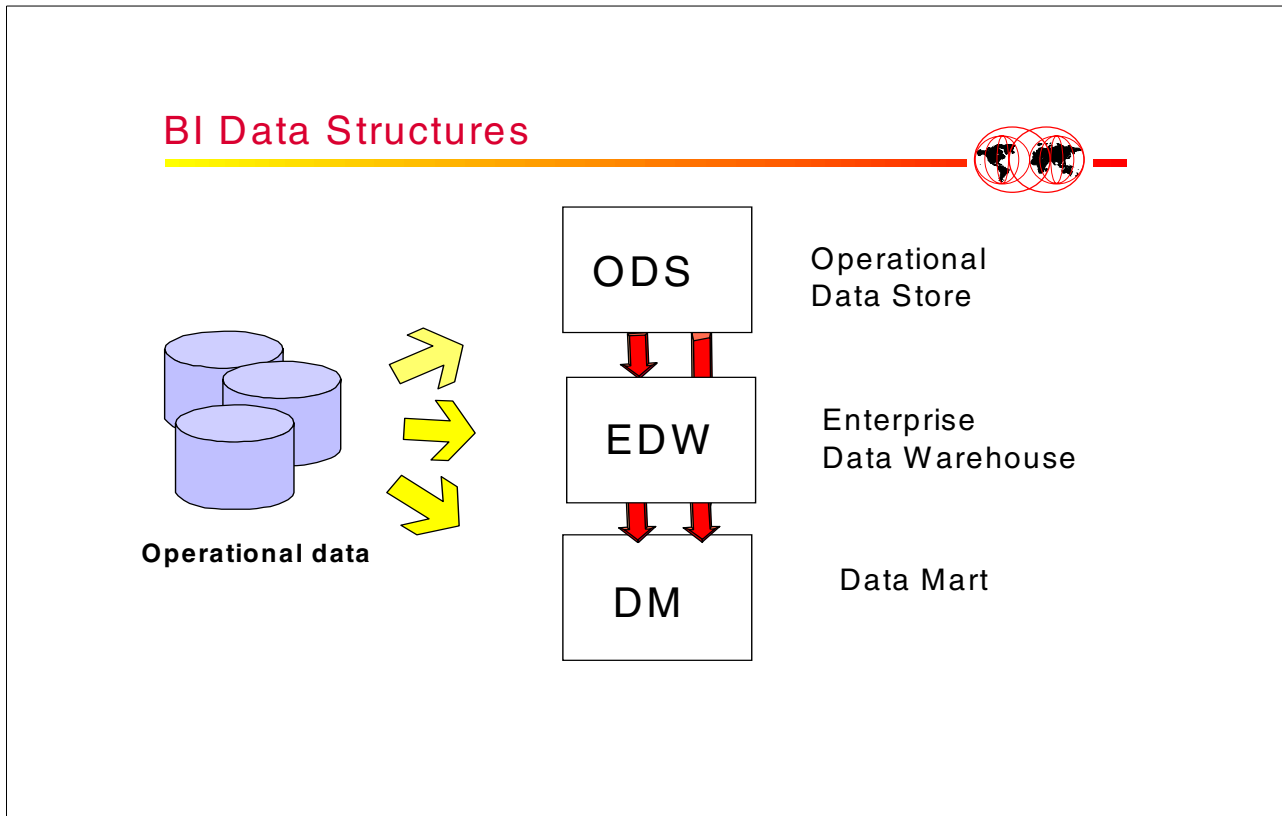 BI Data Structures
ODS
Operational
Data Store
EDW
Enterprise
Data Warehouse
Operational data
DM
Data Mart